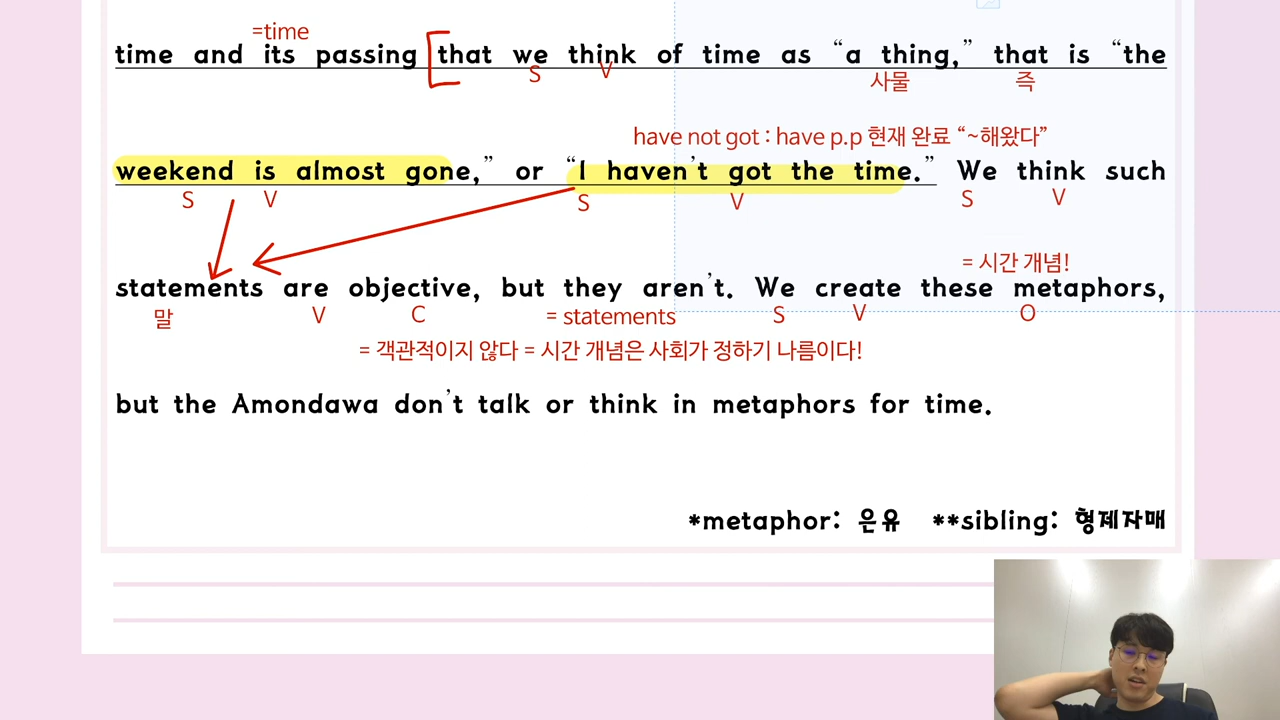 =time
time and its passing [that we think of time as “a thing,” that is “the
S V 사물 즉
have not got : have p.p 현재 완료 “~해왔다”
weekend is almost gone,” or “I haven't got the time.” We think such
S V S V S V
= 시간 개념!
statements are objective, but they aren't. We create these metaphors,
말 V C = statements S V O
= 객관적이지 않다 = 시간 개념은 사회가 정하기 나름이다!
but the Amondawa don't talk or think in metaphors for time.
*metaphor: 은유 **sibling: 형제자매